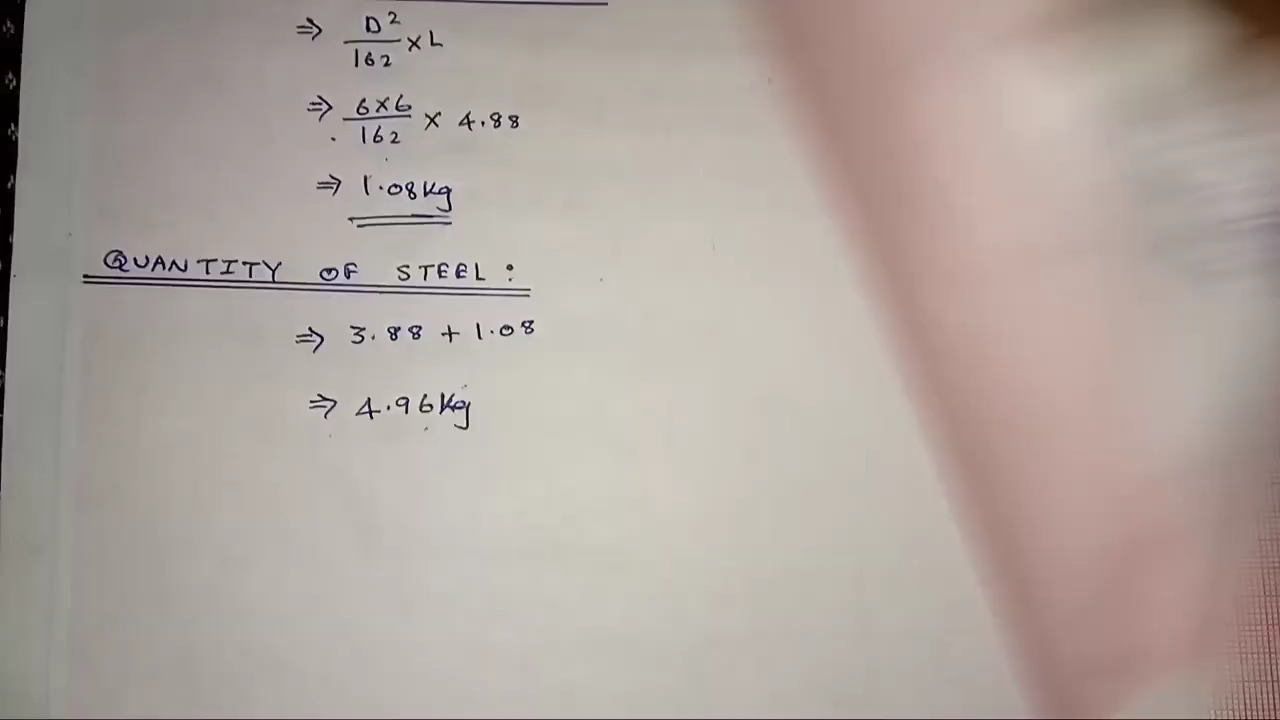 ⇒ D²/162 × L
⇒ 6×6/162 × 4.88
⇒ 1.08Kg
QUANTITY OF STEEL:
⇒ 3.88 + 1.08
⇒ 4.96Kg